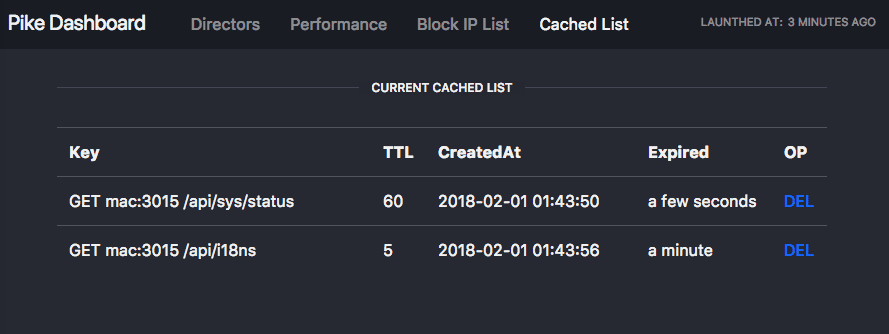 Pike Dashboard Directors Performance Block IP List Cached List LAUNTHED AT: 3 MINUTES AGO
CURRENT CACHED LIST
Key TTL CreatedAt Expired OP
GET mac:3015 /api/sys/status 60 2018-02-01 01:43:50 a few seconds DEL
GET mac:3015 /api/i18ns 5 2018-02-01 01:43:56 a minute DEL